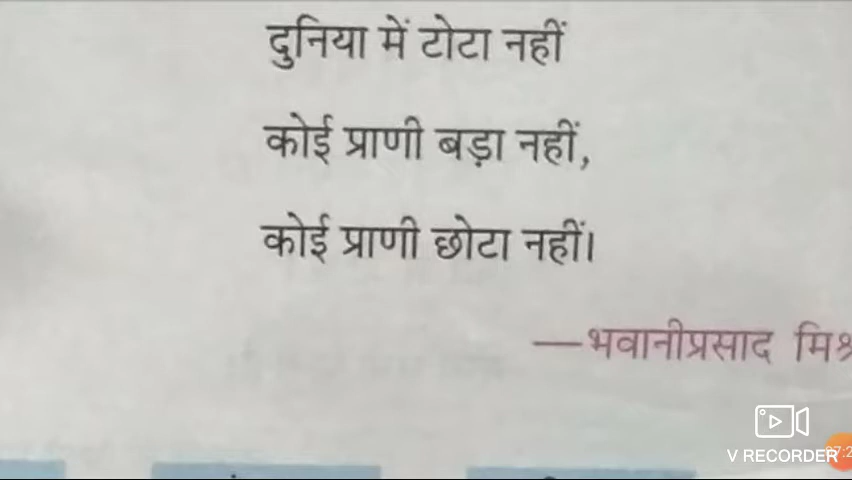 दुनिया में टोटा नहीं
कोई प्राणी बड़ा नहीं,
कोई प्राणी छोटा नहीं।
—भवानीप्रसाद
V RECORDER